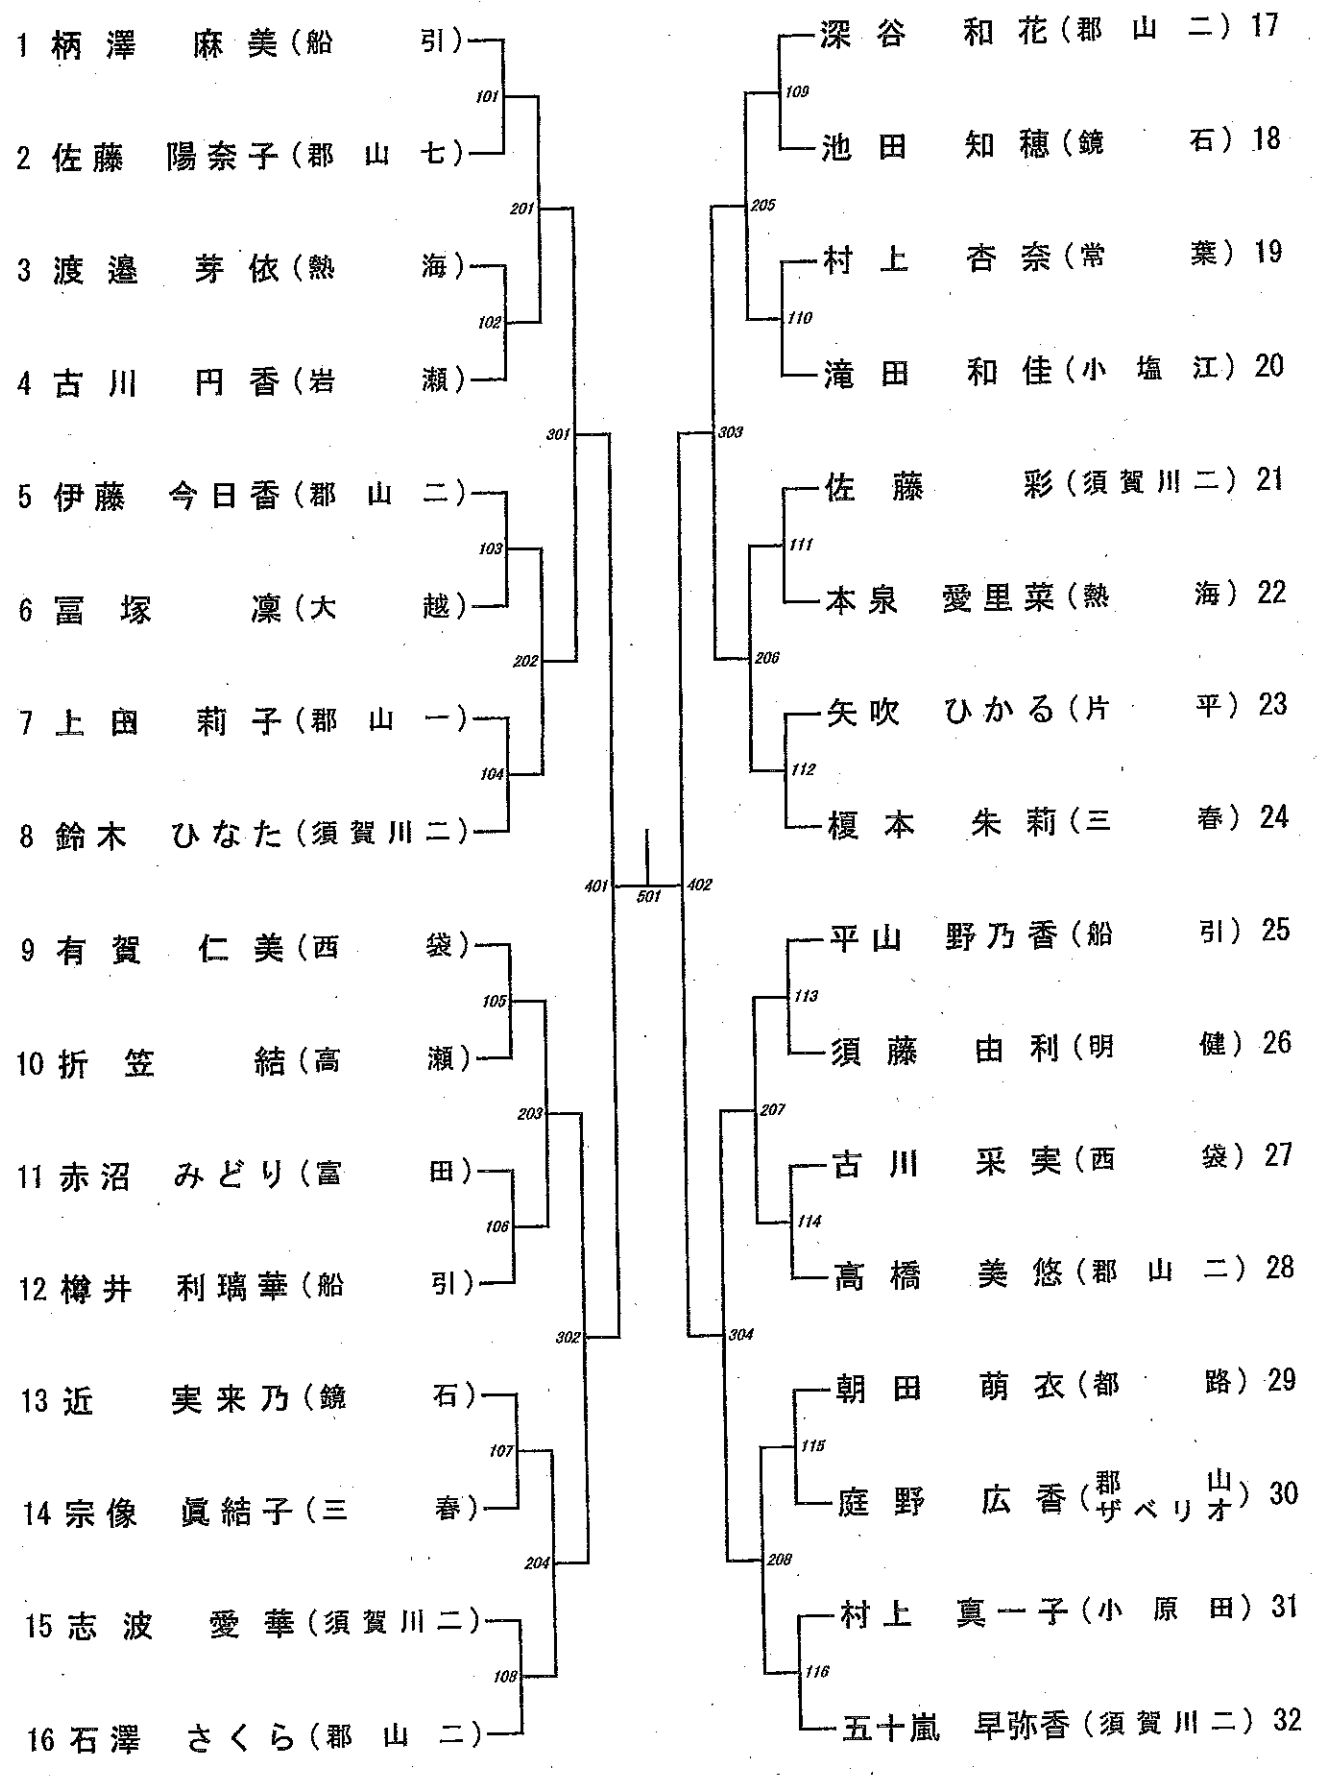 1 柄澤 麻美(船引)
101
2 佐藤 陽奈子(郡山七)
201
3 渡邉 芽依(熱海)
102
4 古川 円香(岩瀬)
301
5 伊藤 今日香(郡山二)
103
6 冨塚 凜(大越)
202
7 上田 莉子(郡山一)
104
8 鈴木 ひなた(須賀川二)
401
501
9 有賀 仁美(西袋)
105
10 折笠 結(高瀬)
203
11 赤沼 みどり(富田)
106
12 樽井 利瑞華(船引)
302
13 近 実来乃(鏡石)
107
14 宗像 眞結子(三春)
204
15 志波 愛華(須賀川二)
108
16 石澤 さくら(郡山二)
深谷 和花(郡山二) 17
109
池田 知穂(鏡石) 18
205
村上 杏奈(常葉) 19
110
滝田 和佳(小塩江) 20
303
佐藤 彩(須賀川二) 21
111
本泉 愛里菜(熱海) 22
206
矢吹 ひかる(片平) 23
112
榎本 朱莉(三春) 24
402
平山 野乃香(船引) 25
113
須藤 由利(明健) 26
207
古川 采実(西袋) 27
114
高橋 美悠(郡山二) 28
304
朝田 萌衣(都路) 29
115
庭野 広香(郡山ザベリオ) 30
208
村上 真一子(小原田) 31
116
五十嵐 早弥香(須賀川二) 32